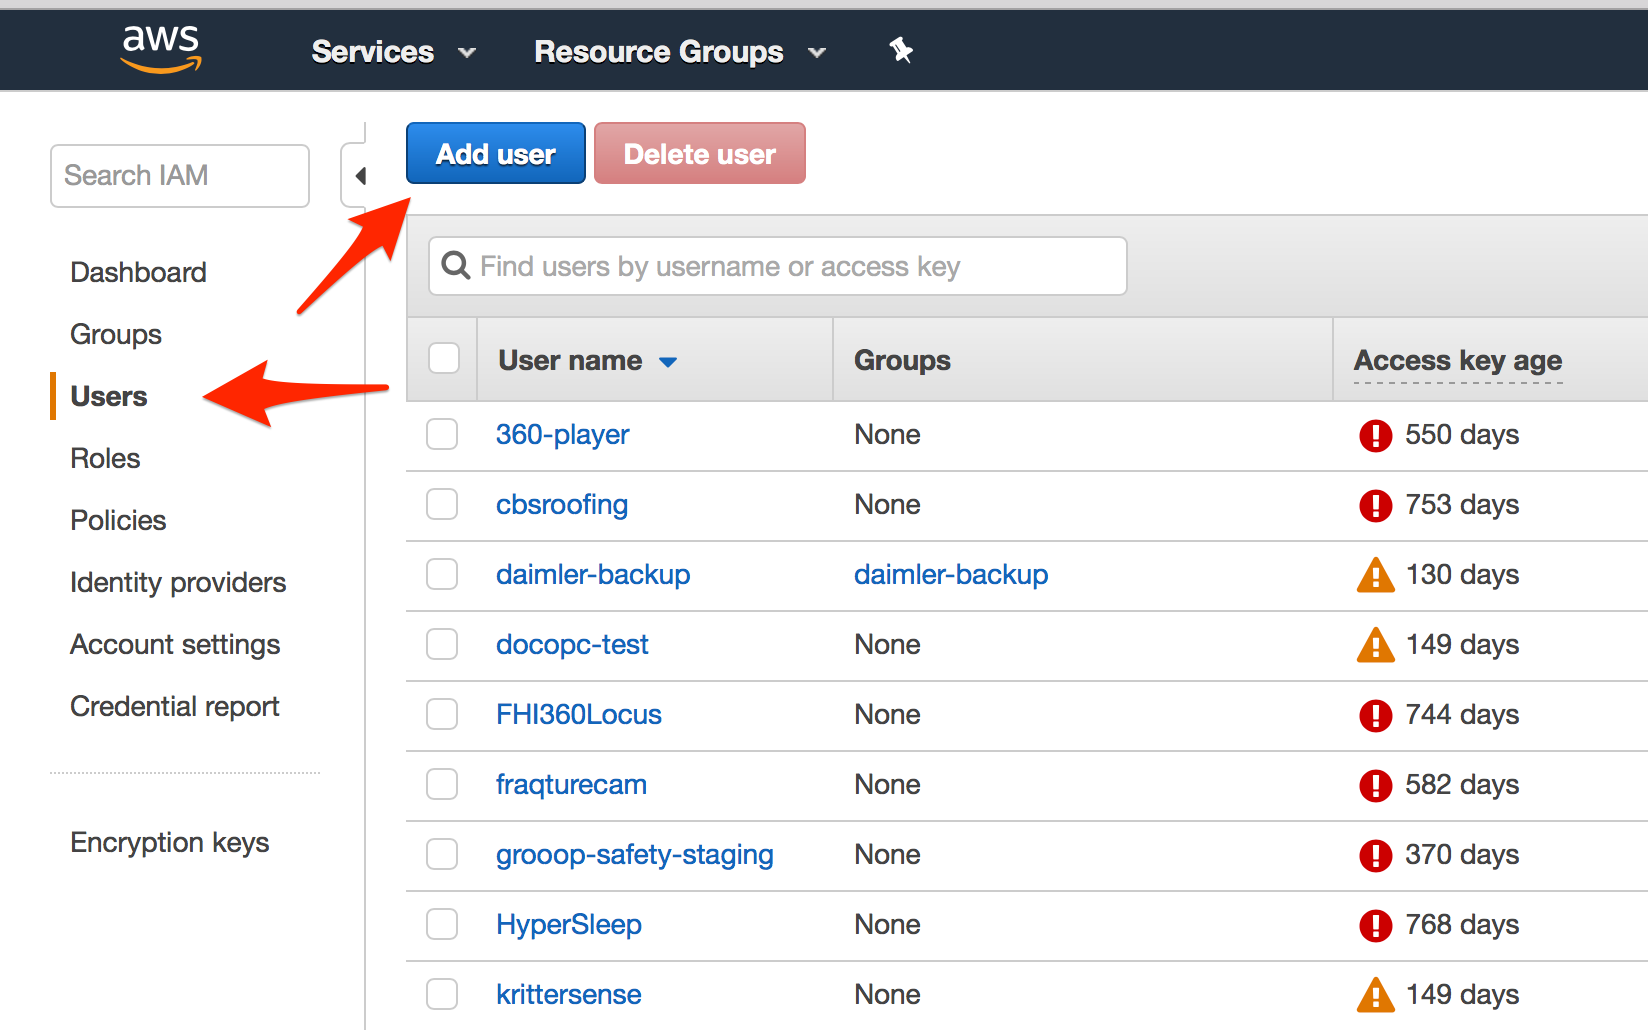 aws Services Resource Groups
Search IAM
Add user Delete user
Find users by username or access key
Dashboard
Groups
Users
Roles
Policies
Identity providers
Account settings
Credential report
Encryption keys
User name Groups Access key age
360-player None 550 days
cbsroofing None 753 days
daimler-backup daimler-backup 130 days
docopc-test None 149 days
FHI360Locus None 744 days
fraqturecam None 582 days
grooop-safety-staging None 370 days
HyperSleep None 768 days
krittersense None 149 days